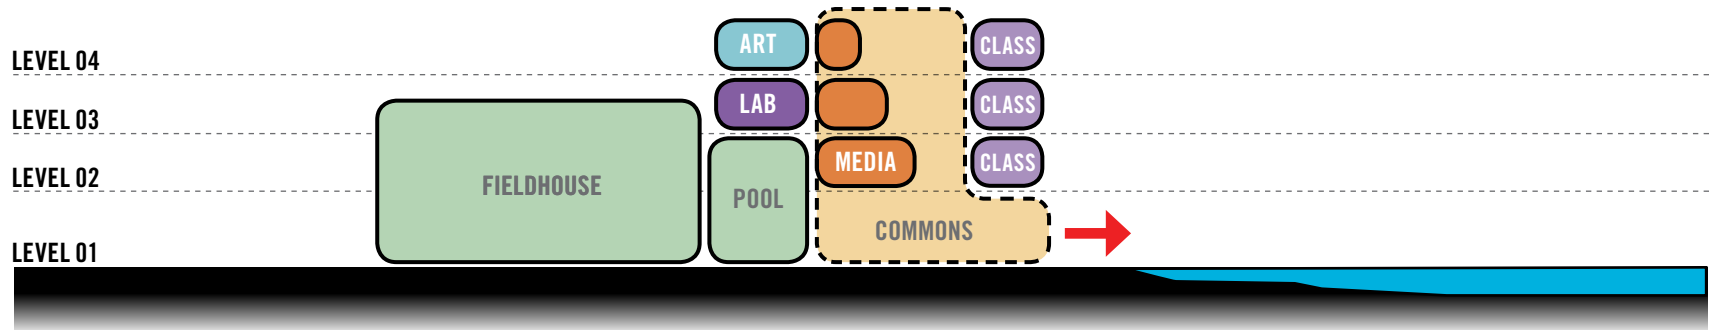 ART
CLASS
LEVEL 04
LAB
CLASS
LEVEL 03
MEDIA
CLASS
LEVEL 02
FIELDHOUSE
POOL
COMMONS
LEVEL 01